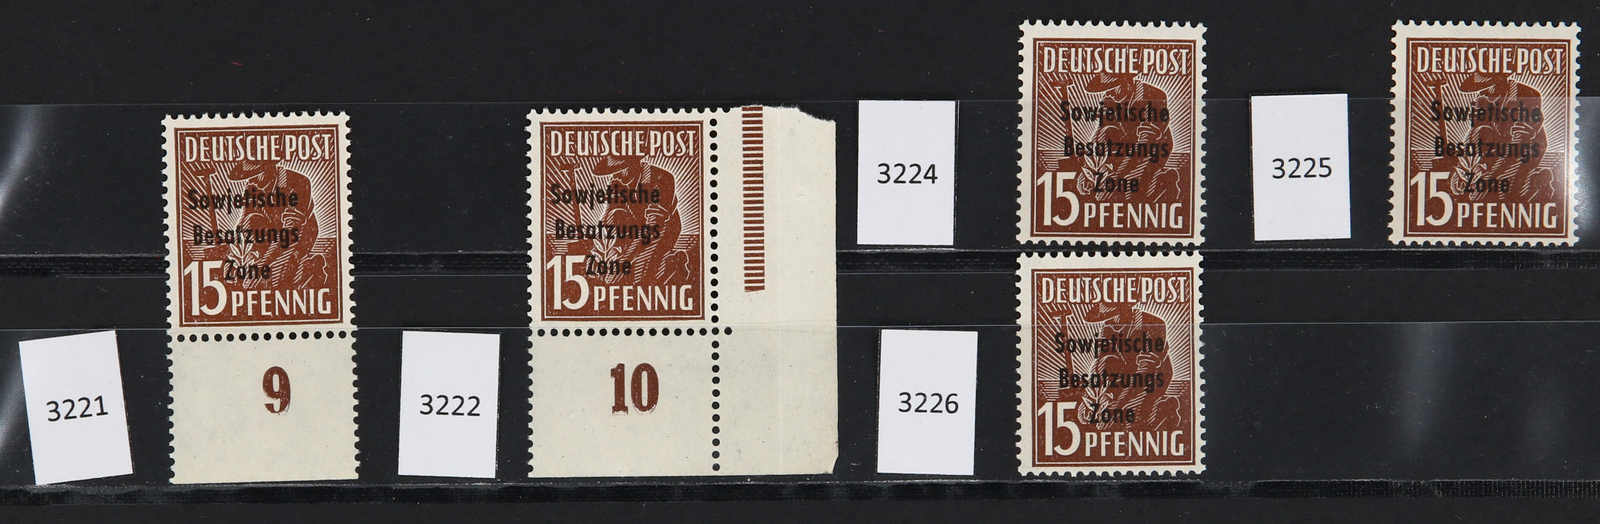 3221
DEUTSCHE POST
Sowjetische
Besatzungs
Zone
15 PFENNIG
9
3222
DEUTSCHE POST
Sowjetische
Besatzungs
Zone
15 PFENNIG
10
3224
DEUTSCHE POST
Sowjetische
Besatzungs
Zone
15 PFENNIG
3225
DEUTSCHE POST
Sowjetische
Besatzungs
Zone
15 PFENNIG
3226
DEUTSCHE POST
Sowjetische
Besatzungs
Zone
15 PFENNIG